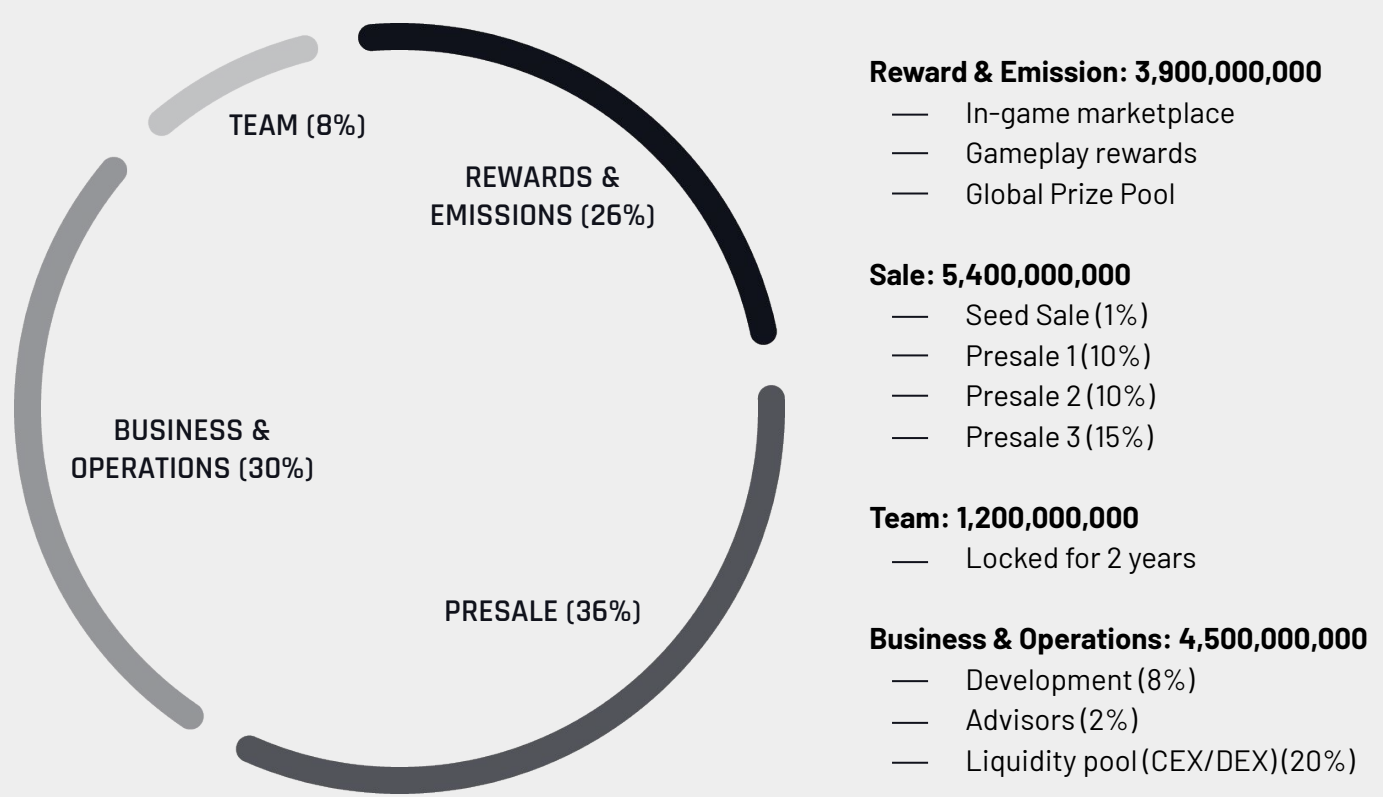 TEAM (8%)
REWARDS &
EMISSIONS (26%)
BUSINESS &
OPERATIONS (30%)
PRESALE (36%)
Reward & Emission: 3,900,000,000
— In-game marketplace
— Gameplay rewards
— Global Prize Pool
Sale: 5,400,000,000
— Seed Sale (1%)
— Presale 1 (10%)
— Presale 2 (10%)
— Presale 3 (15%)
Team: 1,200,000,000
— Locked for 2 years
Business & Operations: 4,500,000,000
— Development (8%)
— Advisors (2%)
— Liquidity pool (CEX/DEX) (20%)